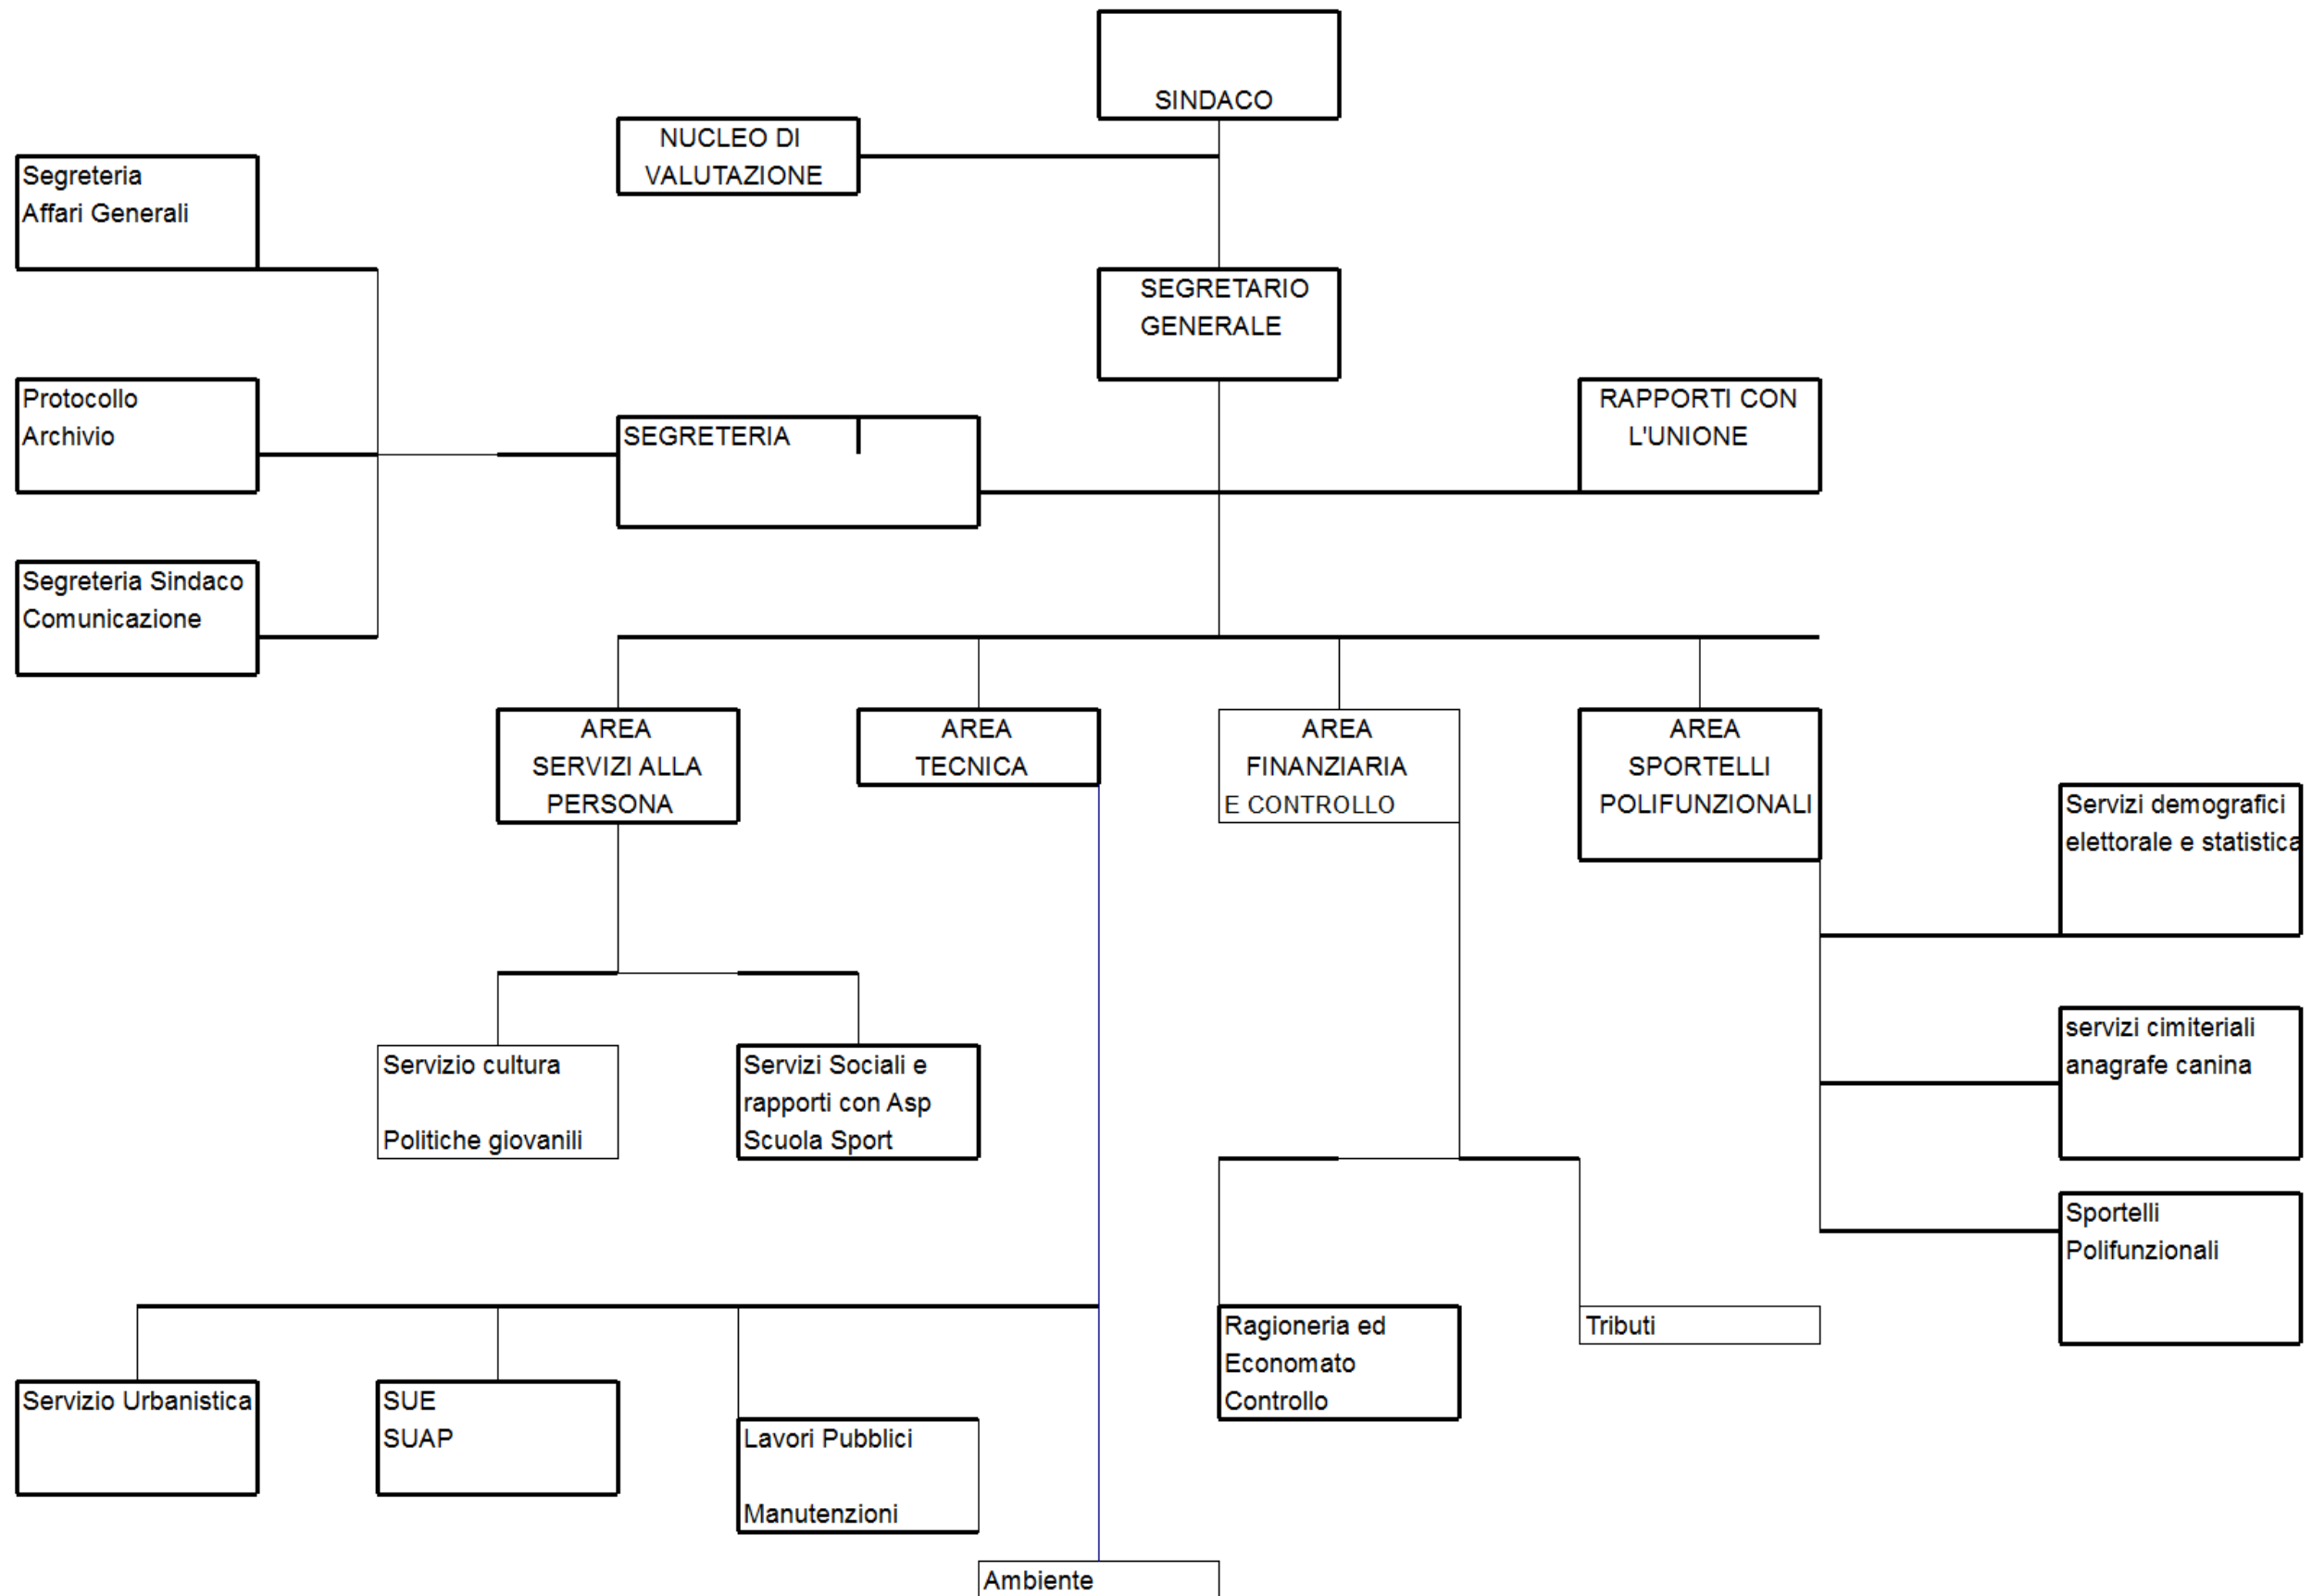 SINDACO
NUCLEO DI
VALUTAZIONE
Segreteria
Affari Generali
SEGRETARIO
GENERALE
Protocollo
Archivio
SEGRETERIA
RAPPORTI CON
L'UNIONE
Segreteria Sindaco
Comunicazione
AREA
SERVIZI ALLA
PERSONA
AREA
TECNICA
AREA
FINANZIARIA
E CONTROLLO
AREA
SPORTELLI
POLIFUNZIONALI
Servizi demografici
elettorale e statistica
servizi cimiteriali
anagrafe canina
Sportelli
Polifunzionali
Servizio cultura
Politiche giovanili
Servizi Sociali e
rapporti con Asp
Scuola Sport
Ragioneria ed
Economato
Controllo
Tributi
Servizio Urbanistica
SUE
SUAP
Lavori Pubblici
Manutenzioni
Ambiente